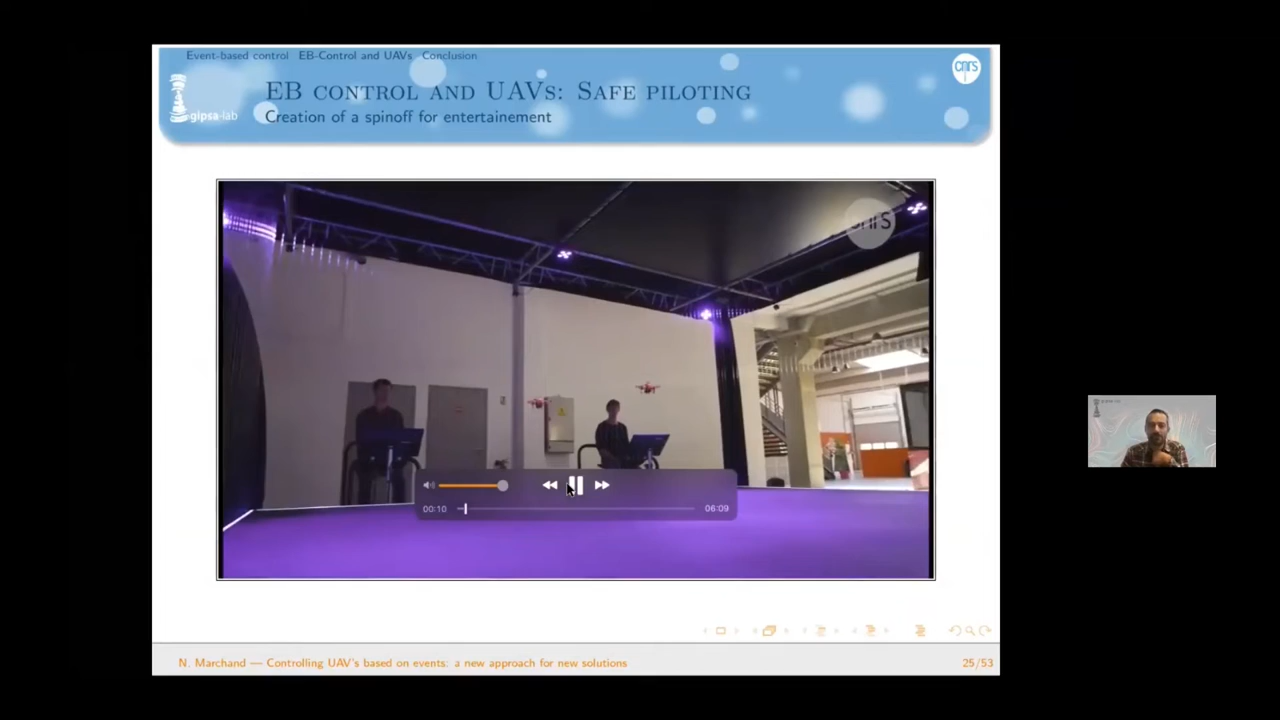 Event-based control EB-Control and UAVs Conclusion
EB CONTROL AND UAVS: SAFE PILOTING
Creation of a spinoff for entertainement
gipsa-lab
cnrs
cnrs
00:10
06:09
N. Marchand — Controlling UAV's based on events: a new approach for new solutions
25/53